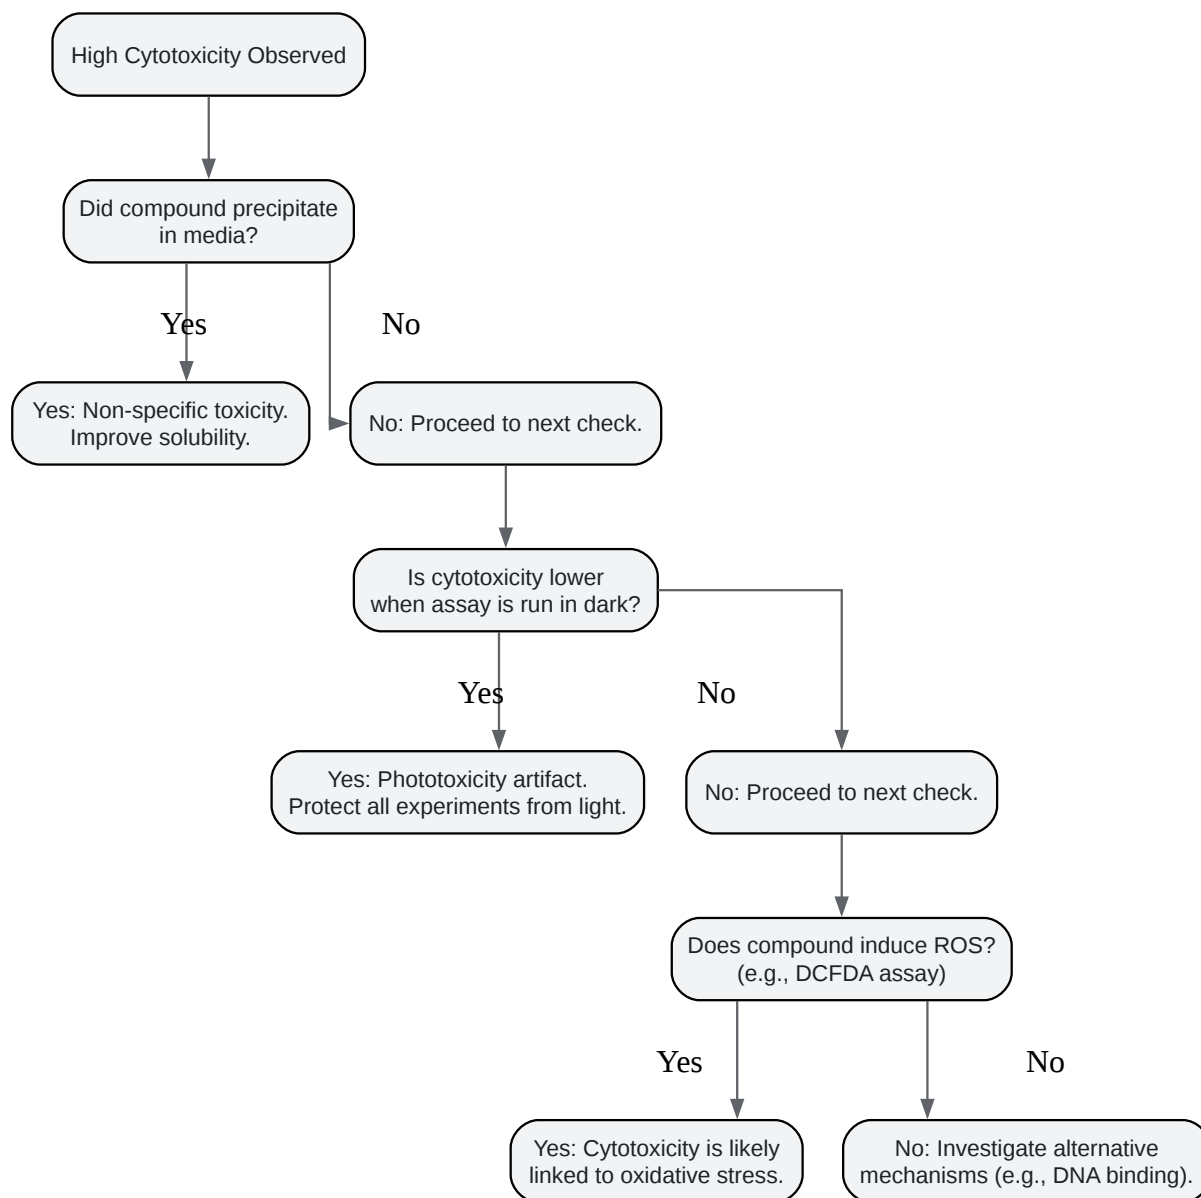 High Cytotoxicity Observed
Did compound precipitate
in media?
Yes
No
Yes: Non-specific toxicity.
Improve solubility.
No: Proceed to next check.
Is cytotoxicity lower
when assay is run in dark?
Yes
No
Yes: Phototoxicity artifact.
Protect all experiments from light.
No: Proceed to next check.
Does compound induce ROS?
(e.g., DCFDA assay)
Yes
No
Yes: Cytotoxicity is likely
linked to oxidative stress.
No: Investigate alternative
mechanisms (e.g., DNA binding).